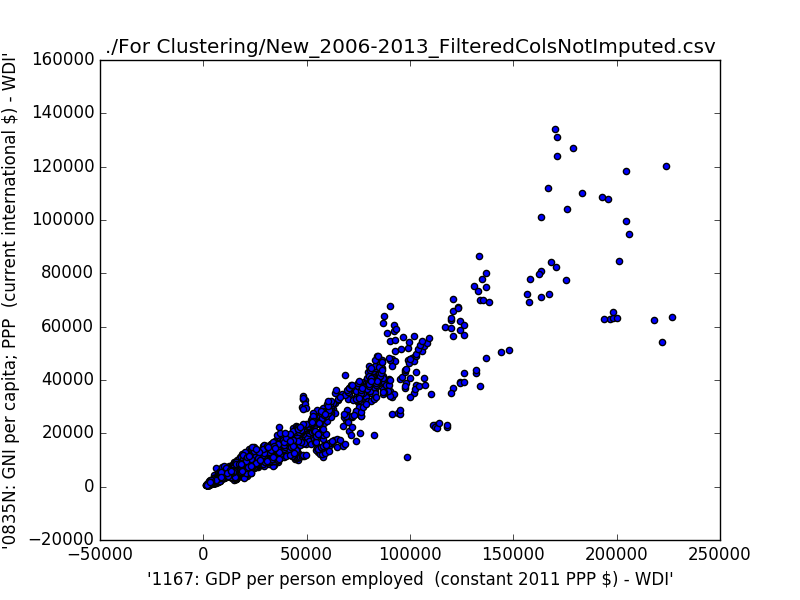 ./For Clustering/New_2006-2013_FilteredColsNotImputed.csv
160000
140000
120000
100000
80000
60000
40000
20000
0
−20000
'0835N: GNI per capita; PPP  (current international $) - WDI'
−50000 0 50000 100000 150000 200000 250000
'1167: GDP per person employed  (constant 2011 PPP $) - WDI'